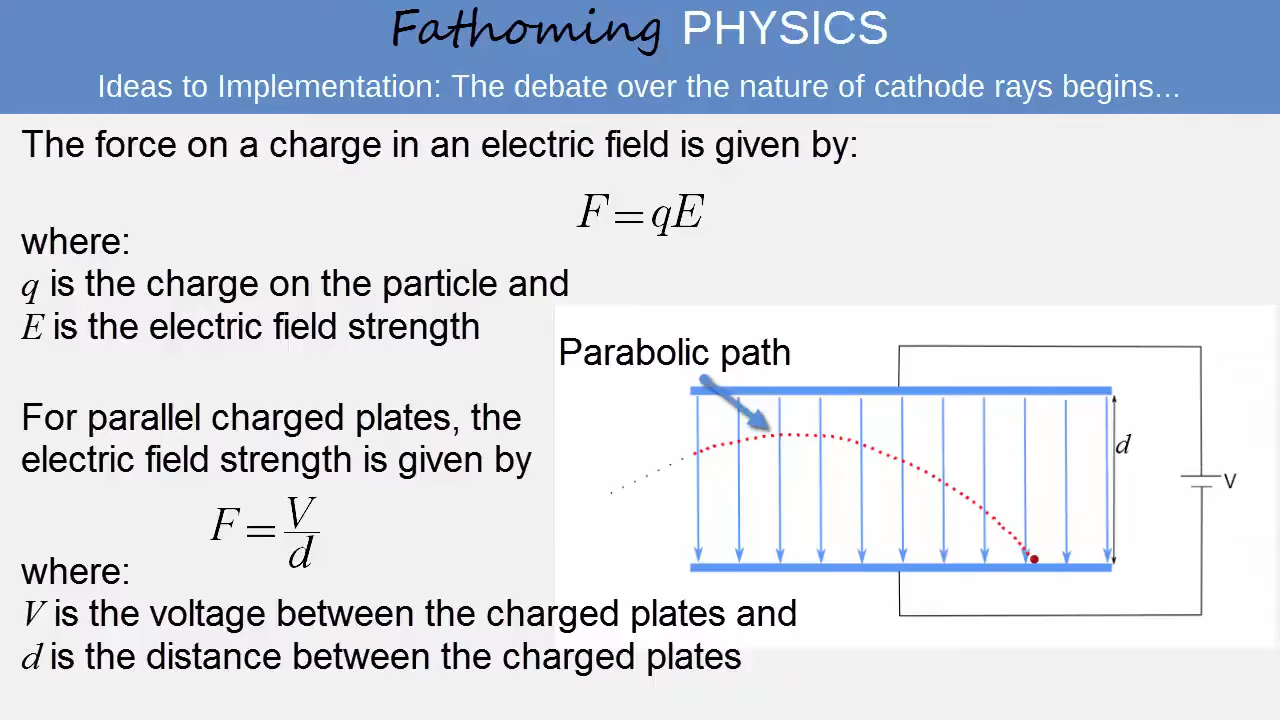 Fathoming PHYSICS
Ideas to Implementation: The debate over the nature of cathode rays begins...
The force on a charge in an electric field is given by:
F=qE
where:
q is the charge on the particle and
E is the electric field strength
Parabolic path
For parallel charged plates, the
electric field strength is given by
d
V
F=V/d
where:
V is the voltage between the charged plates and
d is the distance between the charged plates